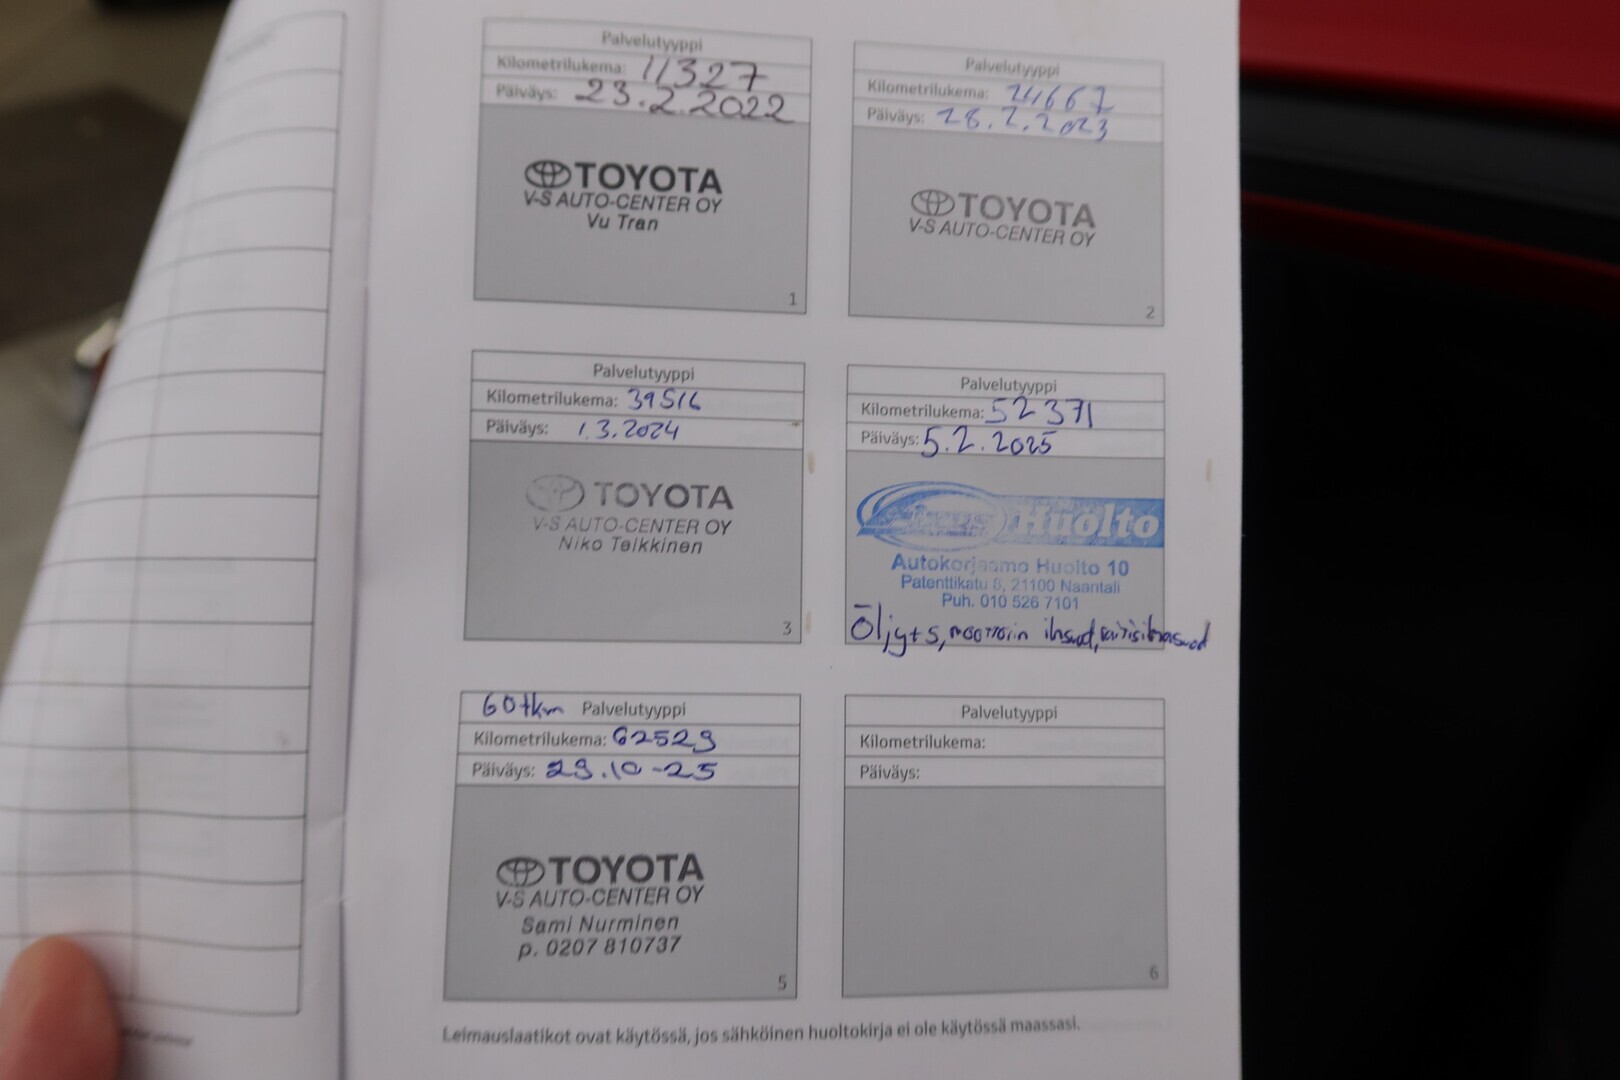 Palvelutyyppi
Kilometrilukema: 11327
Päiväys: 23.2.2022
TOYOTA
V-S AUTO-CENTER OY
Vu Tran
1
Palvelutyyppi
Kilometrilukema: 24667
Päiväys: 28.2.2023
TOYOTA
V-S AUTO-CENTER OY
2
Palvelutyyppi
Kilometrilukema: 39516
Päiväys: 1.3.2024
TOYOTA
V-S AUTO-CENTER OY
Niko Teikkinen
3
Palvelutyyppi
Kilometrilukema: 52 371
Päiväys: 5.2.2025
Huolto
Autokorjaamo Huolto 10
Patenttikatu 8, 21100 Naantali
Puh. 010 526 7101
Öljyt+s, moottorin
60tkm Palvelutyyppi
Kilometrilukema: 62529
Päiväys: 29.10-25
TOYOTA
V-S AUTO-CENTER OY
Sami Nurminen
p. 0207 810737
5
Palvelutyyppi
Kilometrilukema:
Päiväys:
6
Leimauslaatikot ovat käytössä, jos sähköinen huoltokirja ei ole käytössä maassasi.